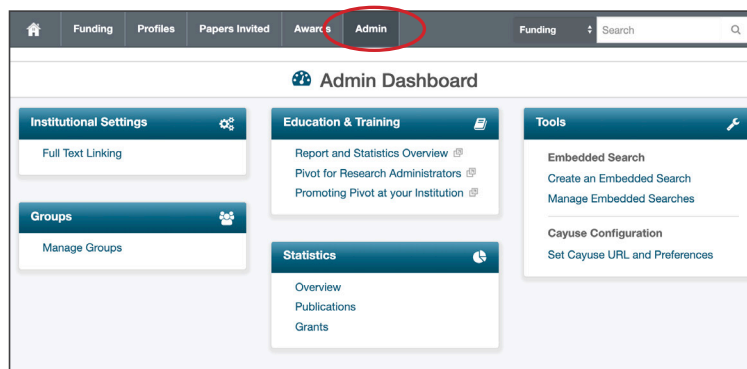 Funding Profiles Papers Invited Awards Admin Funding Search
Admin Dashboard
Institutional Settings
Full Text Linking
Groups
Manage Groups
Education & Training
Report and Statistics Overview
Pivot for Research Administrators
Promoting Pivot at your Institution
Statistics
Overview
Publications
Grants
Tools
Embedded Search
Create an Embedded Search
Manage Embedded Searches
Cayuse Configuration
Set Cayuse URL and Preferences